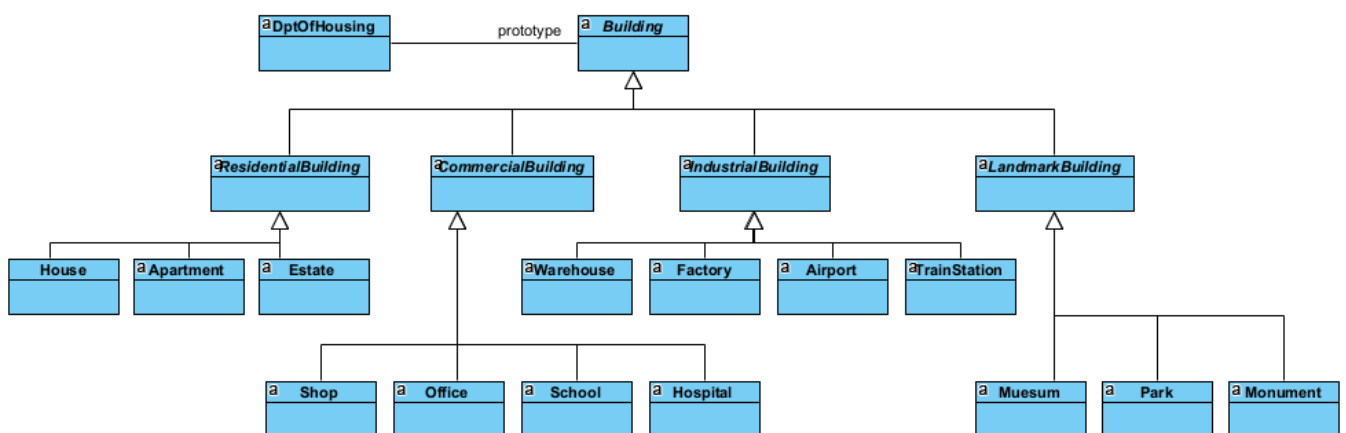 a DptOfHousing
prototype
a Building
a ResidentialBuilding
a CommercialBuilding
a IndustrialBuilding
a LandmarkBuilding
House
a Apartment
a Estate
a Warehouse
a Factory
a Airport
a TrainStation
a Shop
a Office
a School
a Hospital
a Muesum
a Park
a Monument